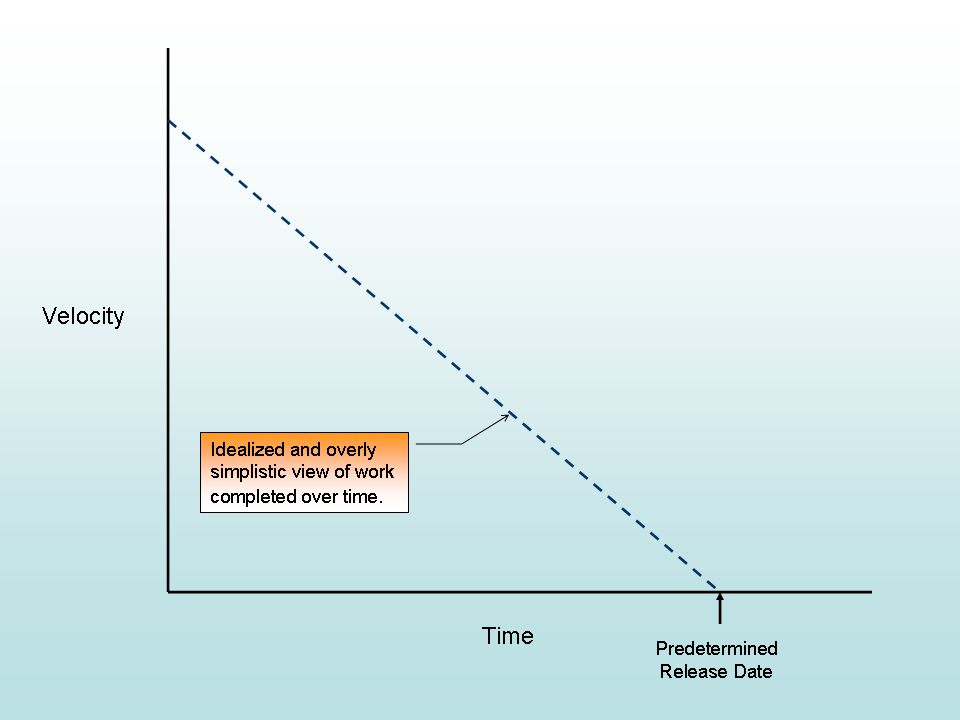 Velocity
Idealized and overly
simplistic view of work
completed over time.
Time
Predetermined
Release Date